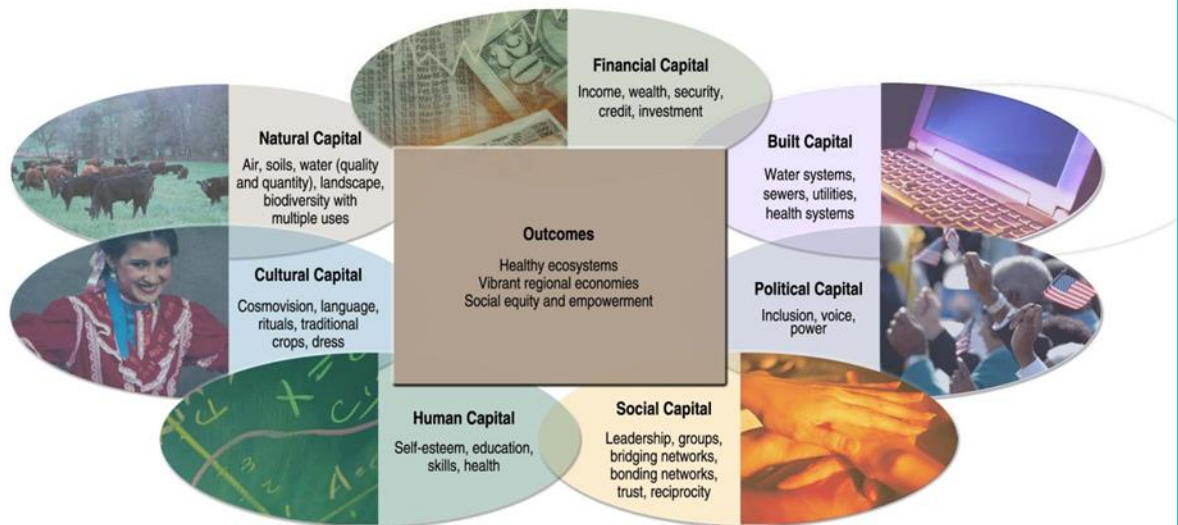 Financial Capital
Income, wealth, security,
credit, investment
Natural Capital
Air, soils, water (quality
and quantity), landscape,
biodiversity with
multiple uses
Built Capital
Water systems,
sewers, utilities,
health systems
Outcomes
Healthy ecosystems
Vibrant regional economies
Social equity and empowerment
Cultural Capital
Cosmovision, language,
rituals, traditional
crops, dress
Political Capital
Inclusion, voice,
power
Human Capital
Self-esteem, education,
skills, health
Social Capital
Leadership, groups,
bridging networks,
bonding networks,
trust, reciprocity